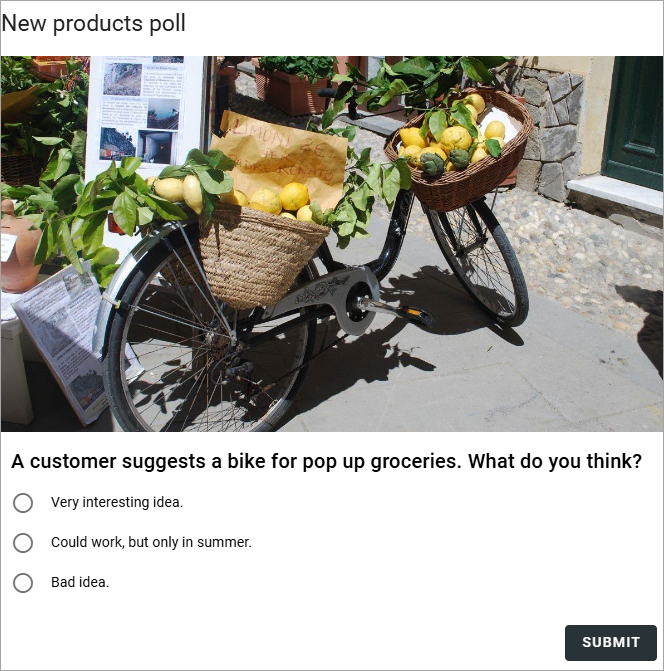 New products poll
LIMONI
A customer suggests a bike for pop up groceries. What do you think?
Very interesting idea.
Could work, but only in summer.
Bad idea.
SUBMIT